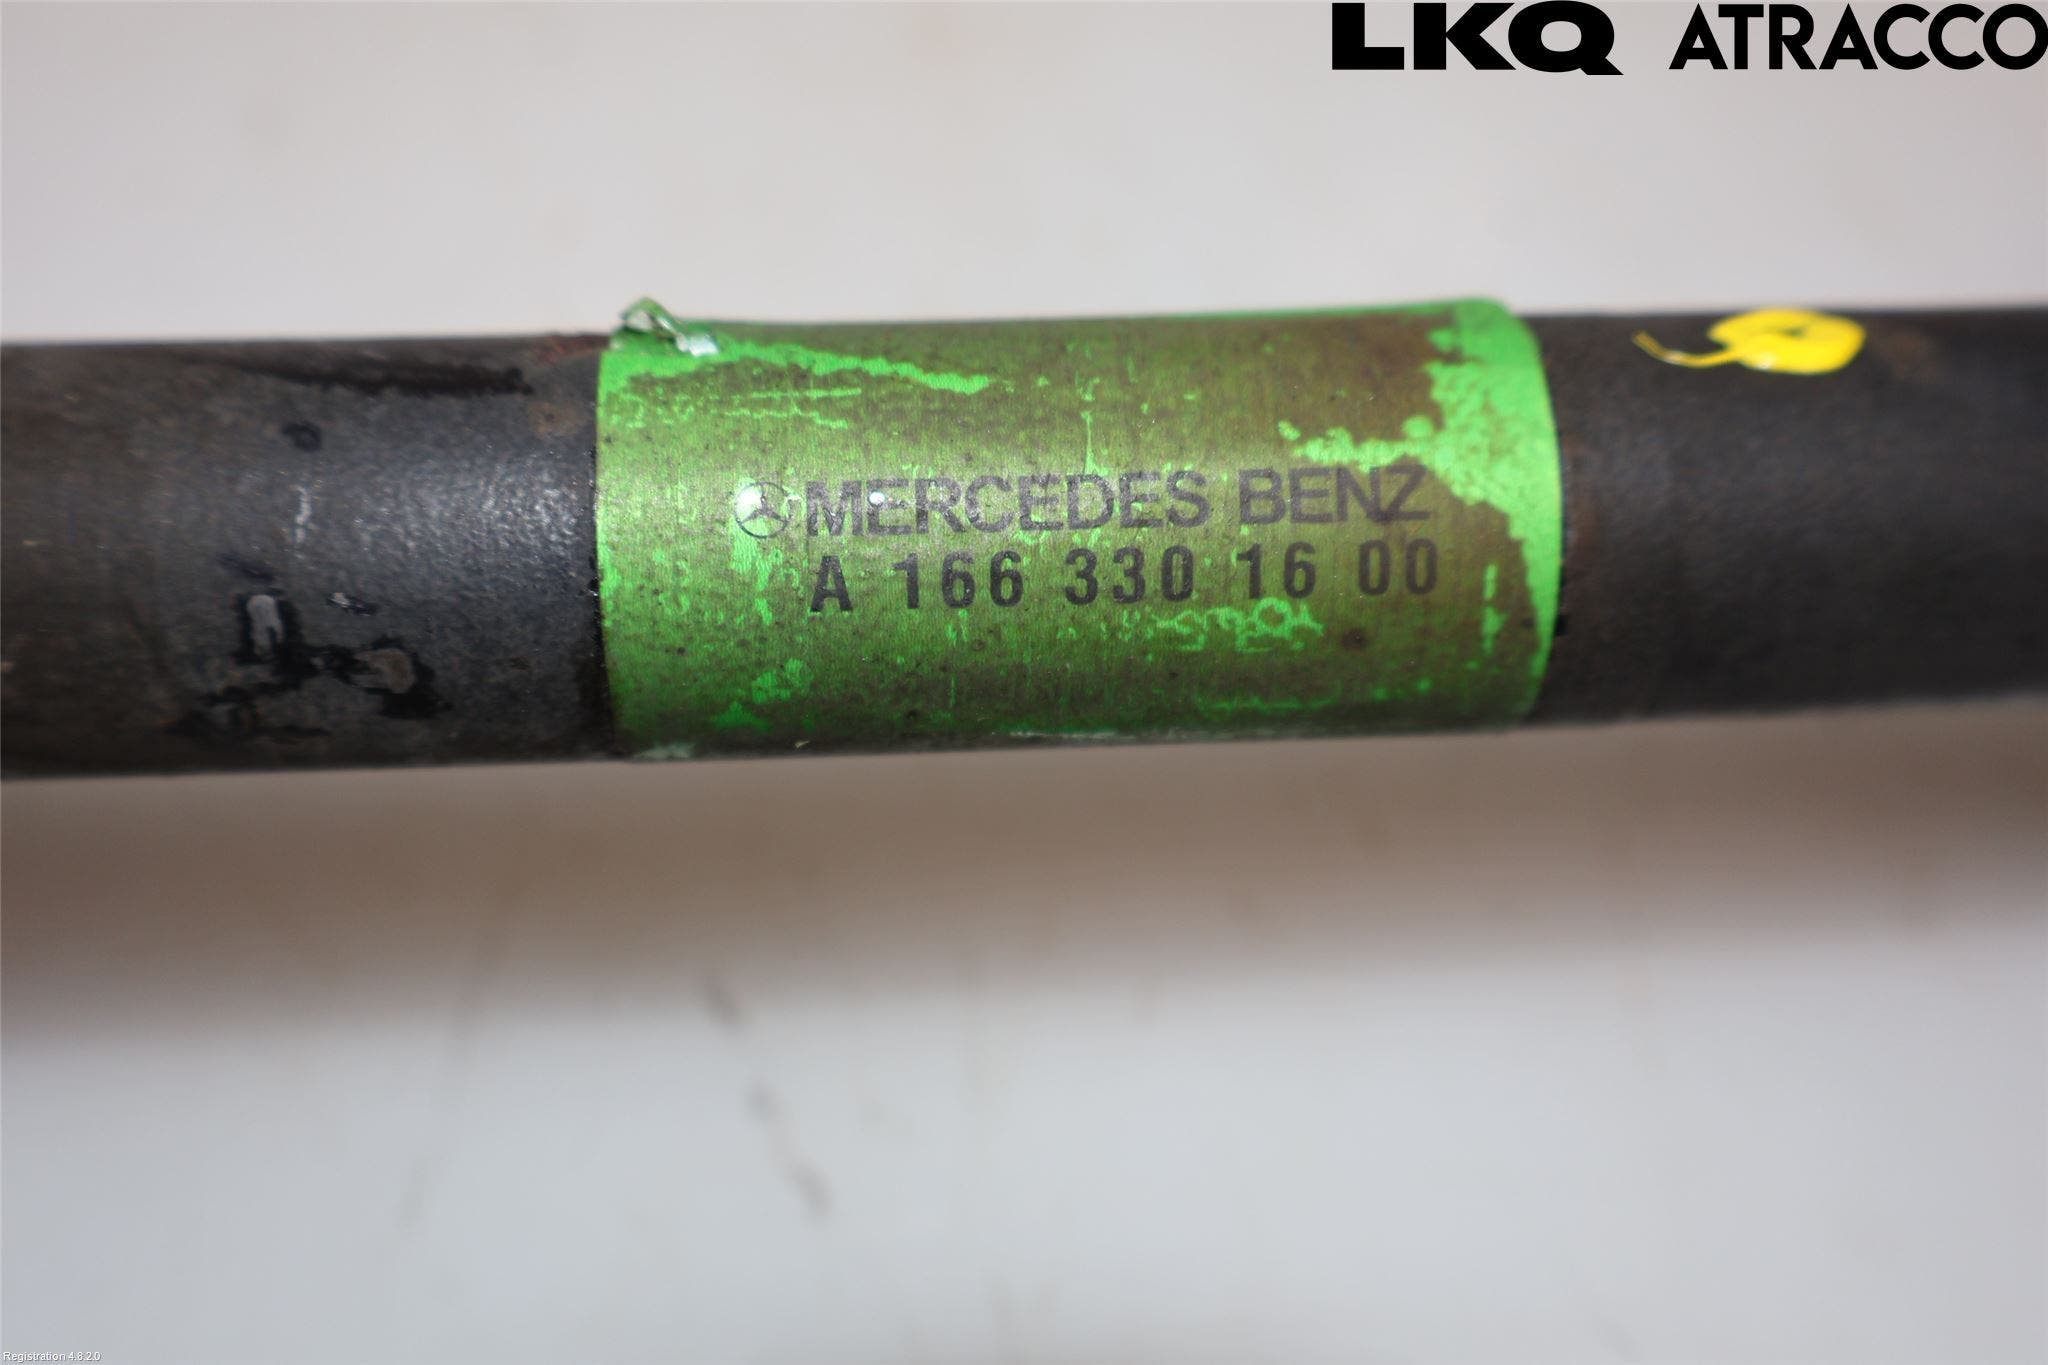 LKQ ATRACCO
MERCEDES BENZ
A 166 330 16 00
Registration 4.8.2.0